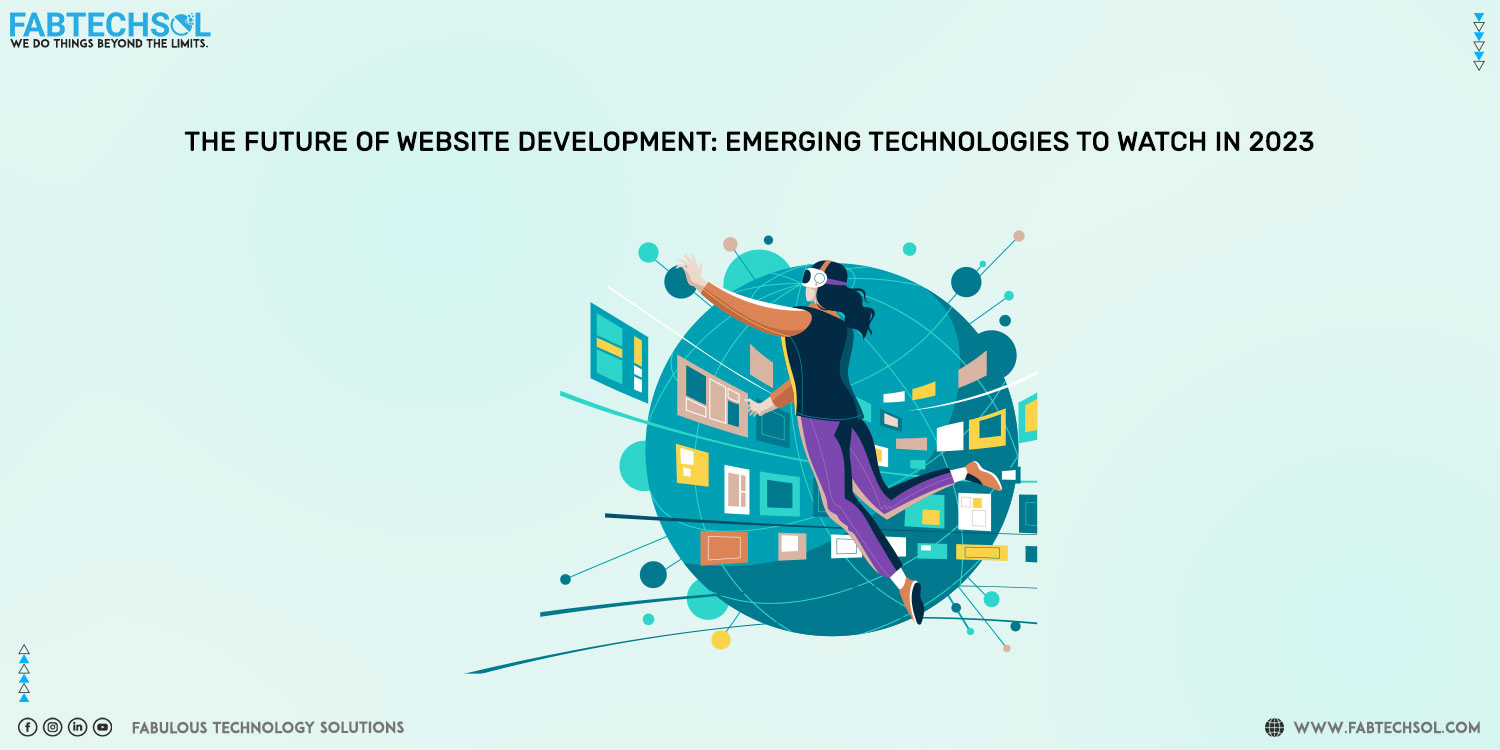 FABTECHSOL
WE DO THINGS BEYOND THE LIMITS.
THE FUTURE OF WEBSITE DEVELOPMENT: EMERGING TECHNOLOGIES TO WATCH IN 2023
FABULOUS TECHNOLOGY SOLUTIONS
WWW.FABTECHSOL.COM